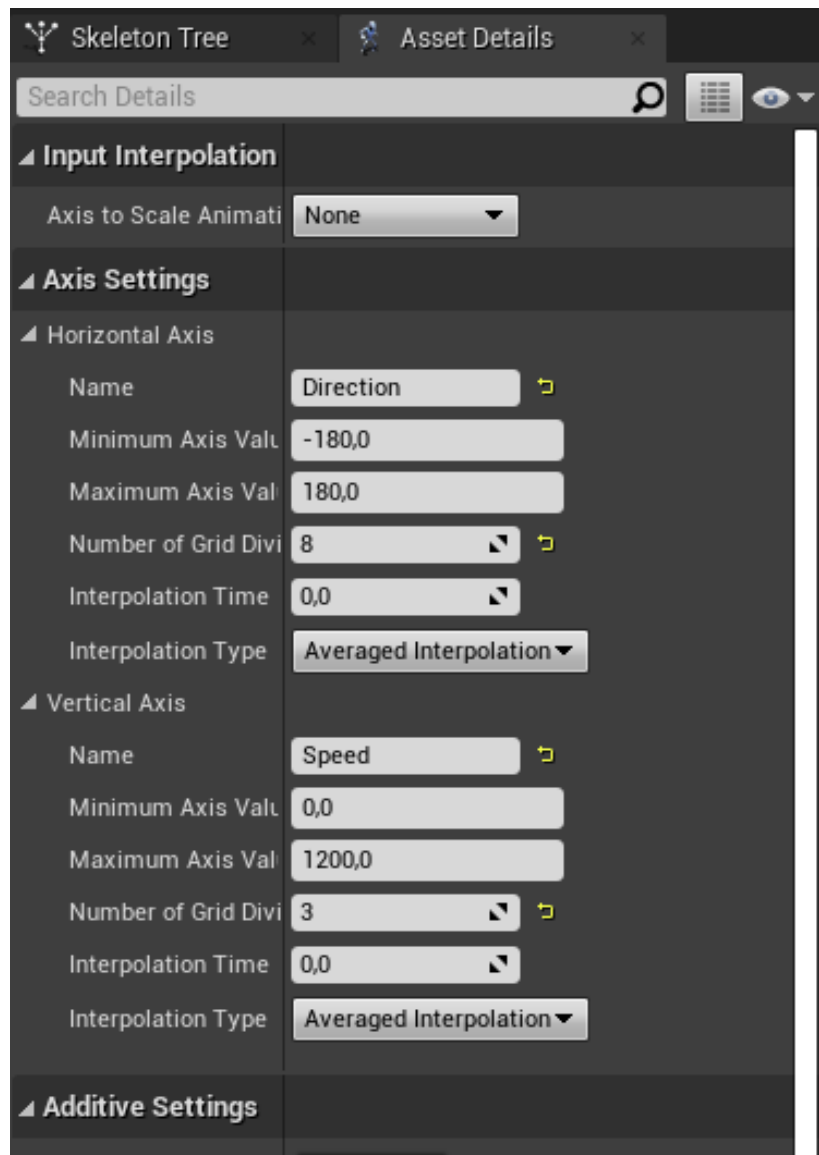 Skeleton Tree
Asset Details
Search Details
Input Interpolation
Axis to Scale Animati None
Axis Settings
Horizontal Axis
Name Direction
Minimum Axis Valu -180,0
Maximum Axis Val 180,0
Number of Grid Divi 8
Interpolation Time 0,0
Interpolation Type Averaged Interpolation
Vertical Axis
Name Speed
Minimum Axis Valu 0,0
Maximum Axis Val 1200,0
Number of Grid Divi 3
Interpolation Time 0,0
Interpolation Type Averaged Interpolation
Additive Settings